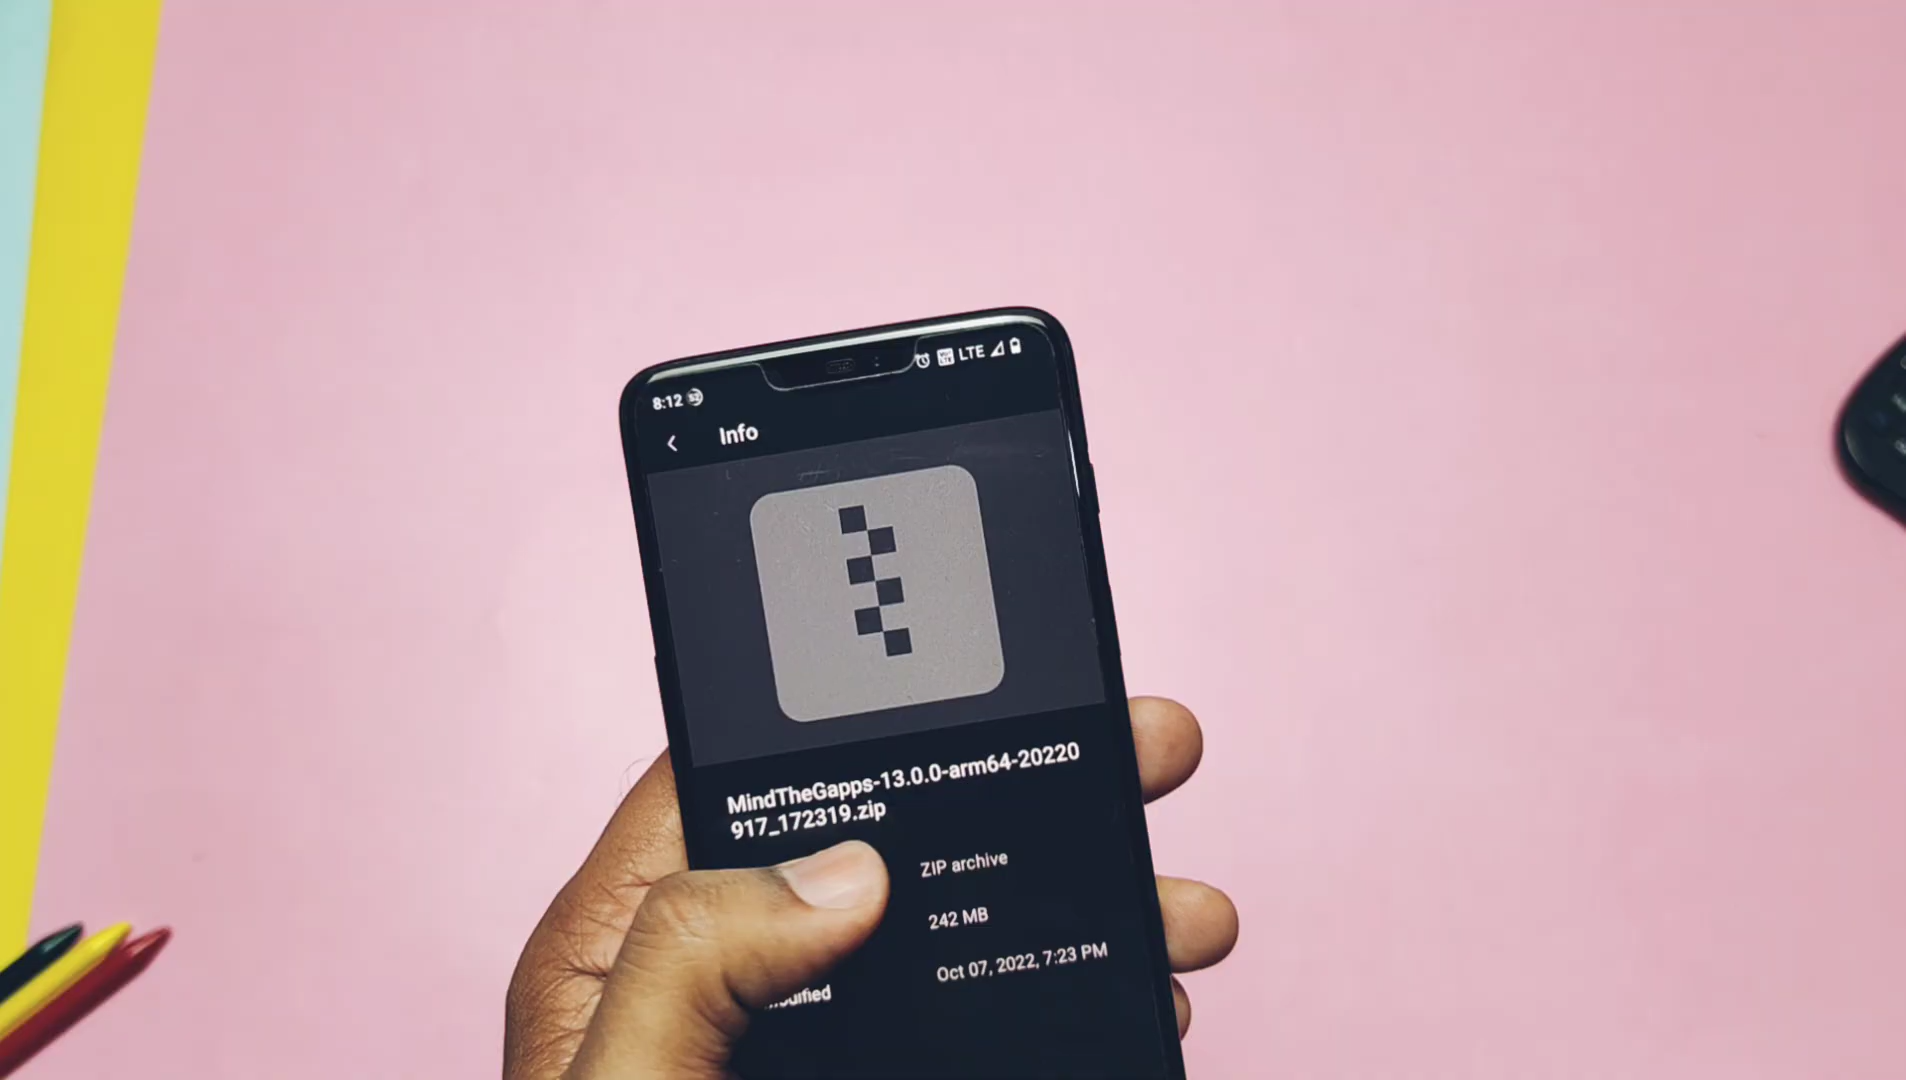 8:12 LTE
Info
MindTheGapps-13.0.0-arm64-20220
917_172319.zip
ZIP archive
242 MB
Oct 07, 2022, 7:23 PM